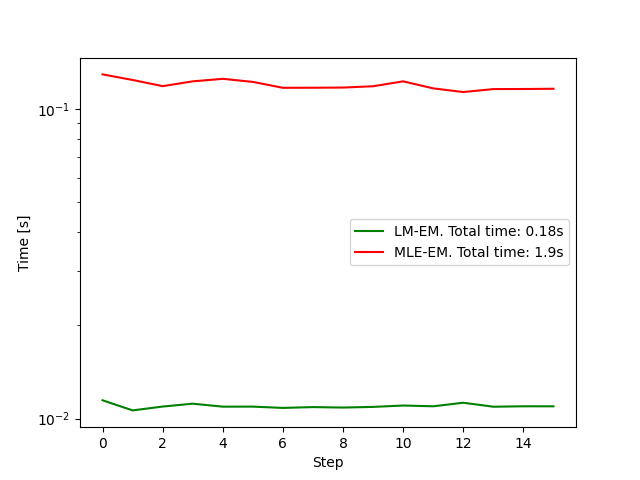 10⁻¹
10⁻²
Time [s]
LM-EM. Total time: 0.18s
MLE-EM. Total time: 1.9s
0 2 4 6 8 10 12 14
Step